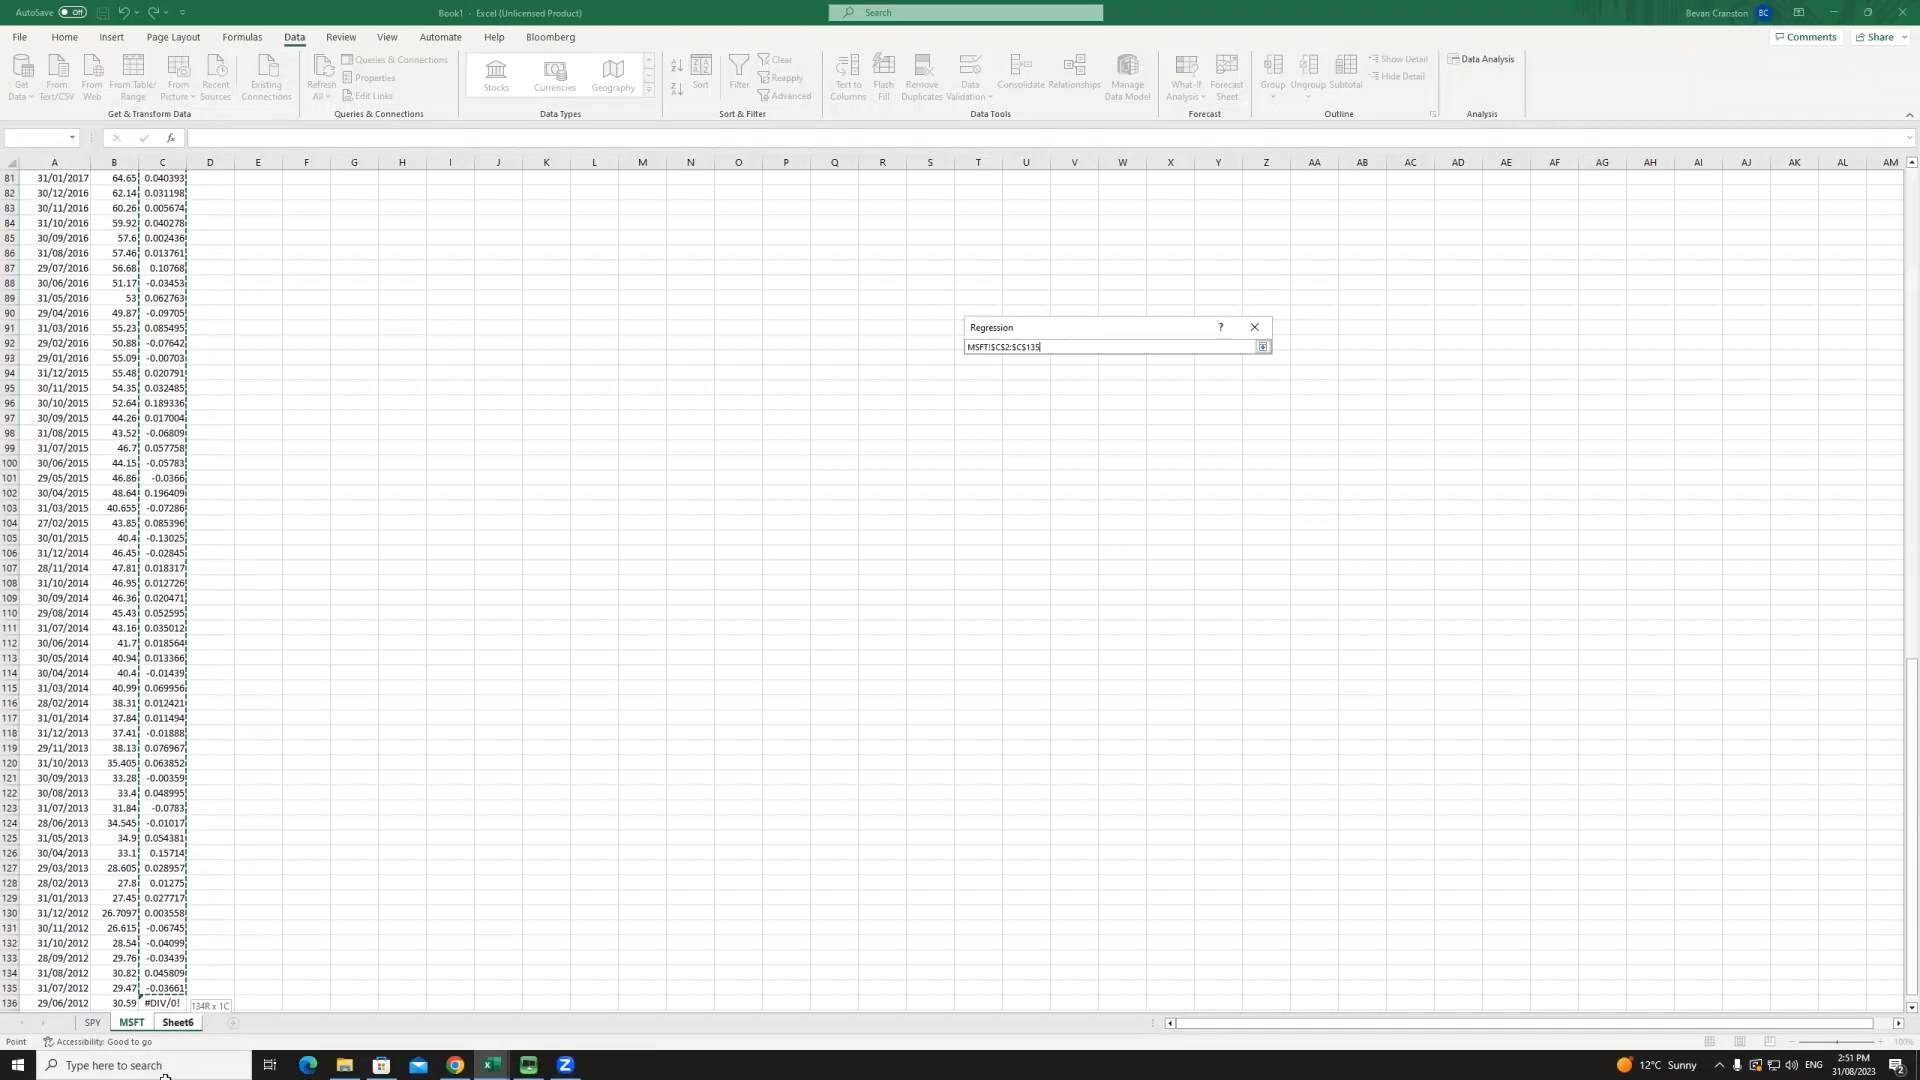 AutoSave Off
Book1 - Excel (Unlicensed Product)
Search
Bevan Cranston BC
File Home Insert Page Layout Formulas Data Review View Automate Help Bloomberg
Comments Share
Get Data
From Text/CSV
From Web
From Table/ Range
From Picture
Recent Sources
Existing Connections
Get & Transform Data
Refresh All
Queries & Connections
Properties
Edit Links
Queries & Connections
Stocks Currencies Geography
Data Types
Sort
Filter
Clear
Reapply
Advanced
Sort & Filter
Text to Columns
Flash Fill
Remove Duplicates
Data Validation
Consolidate
Relationships
Manage Data Model
Data Tools
What-If Analysis
Forecast Sheet
Forecast
Group
Ungroup
Subtotal
Show Detail
Hide Detail
Outline
Data Analysis
Analysis
fx
A B C D E F G H I J K L M N O P Q R S T U V W X Y Z AA AB AC AD AE AF AG AH AI AJ AK AL AM
81 31/01/2017 64.65 0.040393
82 30/12/2016 62.14 0.031198
83 30/11/2016 60.26 0.005674
84 31/10/2016 59.92 0.040278
85 30/09/2016 57.6 0.002436
86 31/08/2016 57.46 0.013761
87 29/07/2016 56.68 0.10768
88 30/06/2016 51.17 -0.03453
89 31/05/2016 53 0.062763
90 29/04/2016 49.87 -0.09705
91 31/03/2016 55.23 0.085495
92 29/02/2016 50.88 -0.07642
93 29/01/2016 55.09 -0.00703
94 31/12/2015 55.48 0.020791
95 30/11/2015 54.35 0.032485
96 30/10/2015 52.64 0.189336
97 30/09/2015 44.26 0.017004
98 31/08/2015 43.52 -0.06809
99 31/07/2015 46.7 0.057758
100 30/06/2015 44.15 -0.05783
101 29/05/2015 46.86 -0.0366
102 30/04/2015 48.64 0.196409
103 31/03/2015 40.655 -0.07286
104 27/02/2015 43.85 0.085396
105 30/01/2015 40.4 -0.13025
106 31/12/2014 46.45 -0.02845
107 28/11/2014 47.81 0.018317
108 31/10/2014 46.95 0.012726
109 30/09/2014 46.36 0.020471
110 29/08/2014 45.43 0.052595
111 31/07/2014 43.16 0.035012
112 30/06/2014 41.7 0.018564
113 30/05/2014 40.94 0.013366
114 30/04/2014 40.4 -0.01439
115 31/03/2014 40.99 0.069956
116 28/02/2014 38.31 0.012421
117 31/01/2014 37.84 0.011494
118 31/12/2013 37.41 -0.01888
119 29/11/2013 38.13 0.076967
120 31/10/2013 35.405 0.063852
121 30/09/2013 33.28 -0.00359
122 30/08/2013 33.4 0.048995
123 31/07/2013 31.84 -0.0783
124 28/06/2013 34.545 -0.01017
125 31/05/2013 34.9 0.054381
126 30/04/2013 33.1 0.15714
127 29/03/2013 28.605 0.028957
128 28/02/2013 27.8 0.01275
129 31/01/2013 27.45 0.027717
130 31/12/2012 26.7097 0.003558
131 30/11/2012 26.615 -0.06745
132 31/10/2012 28.54 -0.04099
133 28/09/2012 29.76 -0.03439
134 31/08/2012 30.82 0.045809
135 31/07/2012 29.47 -0.03661
136 29/06/2012 30.59 #DIV/0!
134R x 1C
Regression ?
MSFT!$C$2:$C$135
SPY MSFT Sheet6
Point Accessibility: Good to go
100%
Type here to search
12°C Sunny
ENG
2:51 PM
31/08/2023
2